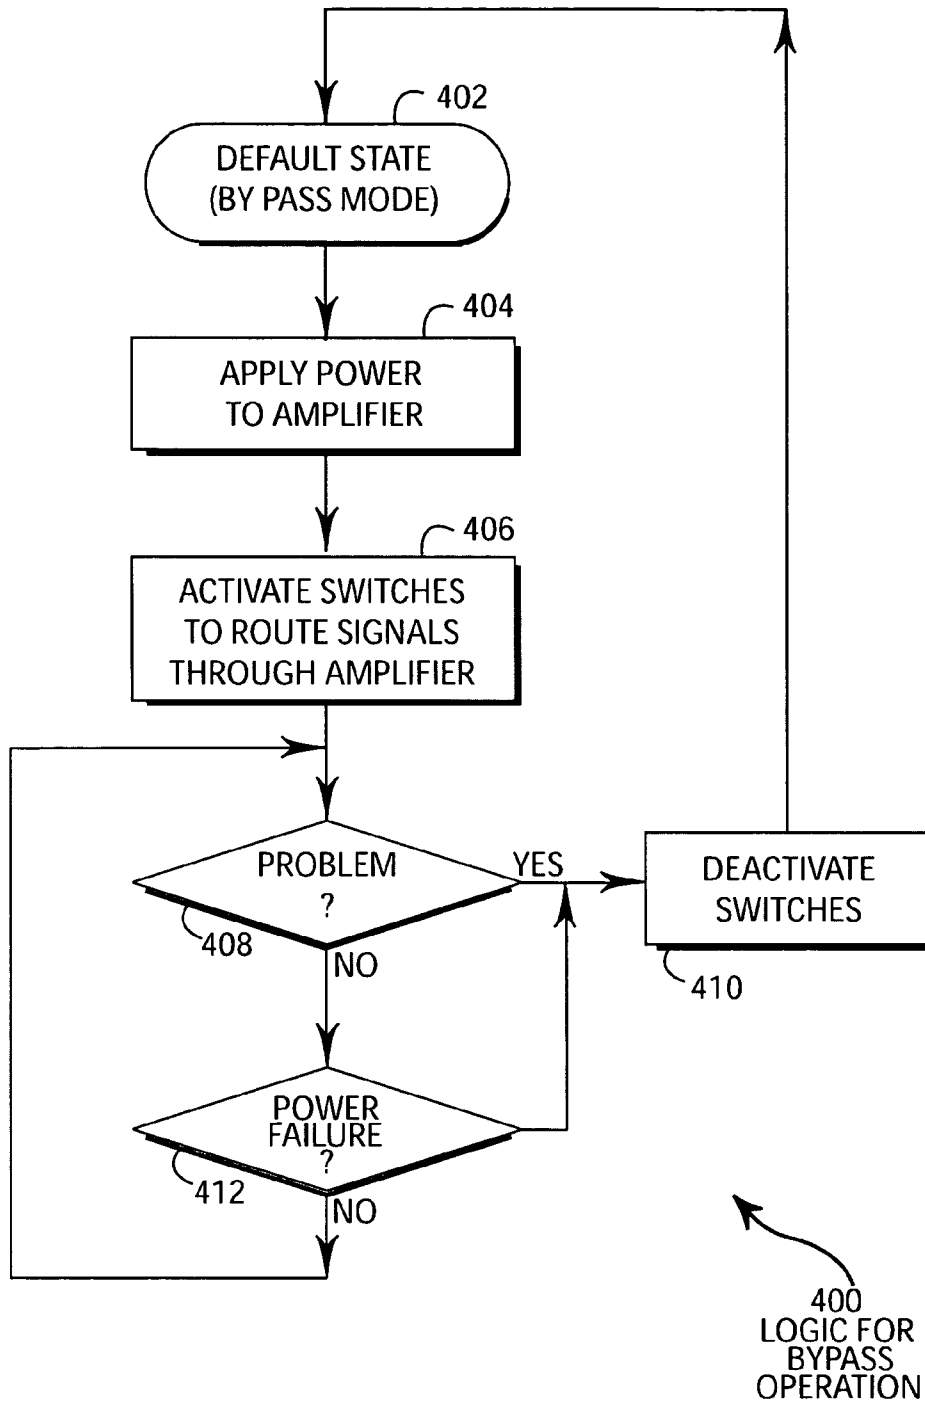 402
DEFAULT STATE
(BY PASS MODE)
404
APPLY POWER
TO AMPLIFIER
406
ACTIVATE SWITCHES
TO ROUTE SIGNALS
THROUGH AMPLIFIER
PROBLEM
?
YES
408
NO
DEACTIVATE
SWITCHES
410
POWER
FAILURE
?
412
NO
400
LOGIC FOR
BYPASS
OPERATION